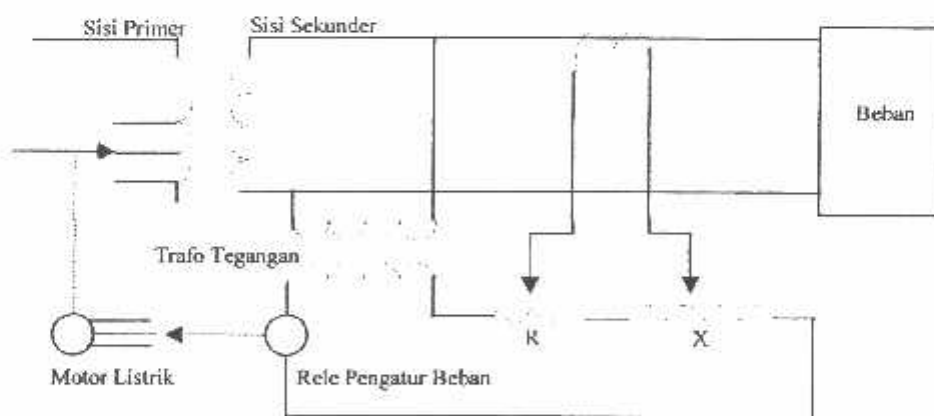 Sisi Primer
Sisi Sekunder
Beban
Trafo Tegangan
R
X
Motor Listrik
Rele Pengatur Beban